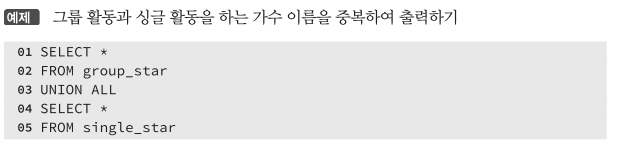 예제 그룹 활동과 싱글 활동을 하는 가수 이름을 중복하여 출력하기
01 SELECT *
02 FROM group_star
03 UNION ALL
04 SELECT *
05 FROM single_star